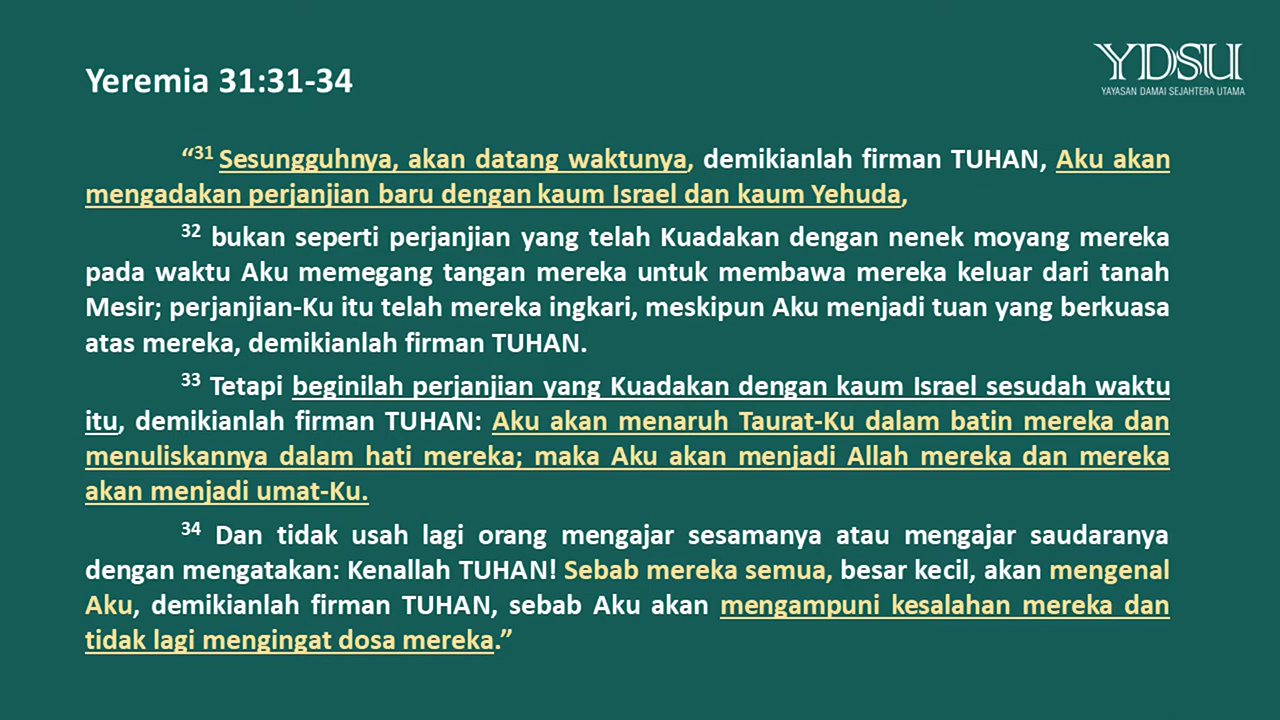 Yeremia 31:31-34
YDSU
YAYASAN DAMAI SEJAHTERA UTAMA
“31 Sesungguhnya, akan datang waktunya, demikianlah firman TUHAN, Aku akan
mengadakan perjanjian baru dengan kaum Israel dan kaum Yehuda,
32 bukan seperti perjanjian yang telah Kuadakan dengan nenek moyang mereka
pada waktu Aku memegang tangan mereka untuk membawa mereka keluar dari tanah
Mesir; perjanjian-Ku itu telah mereka ingkari, meskipun Aku menjadi tuan yang berkuasa
atas mereka, demikianlah firman TUHAN.
33 Tetapi beginilah perjanjian yang Kuadakan dengan kaum Israel sesudah waktu
itu, demikianlah firman TUHAN: Aku akan menaruh Taurat-Ku dalam batin mereka dan
menuliskannya dalam hati mereka; maka Aku akan menjadi Allah mereka dan mereka
akan menjadi umat-Ku.
34 Dan tidak usah lagi orang mengajar sesamanya atau mengajar saudaranya
dengan mengatakan: Kenallah TUHAN! Sebab mereka semua, besar kecil, akan mengenal
Aku, demikianlah firman TUHAN, sebab Aku akan mengampuni kesalahan mereka dan
tidak lagi mengingat dosa mereka.”